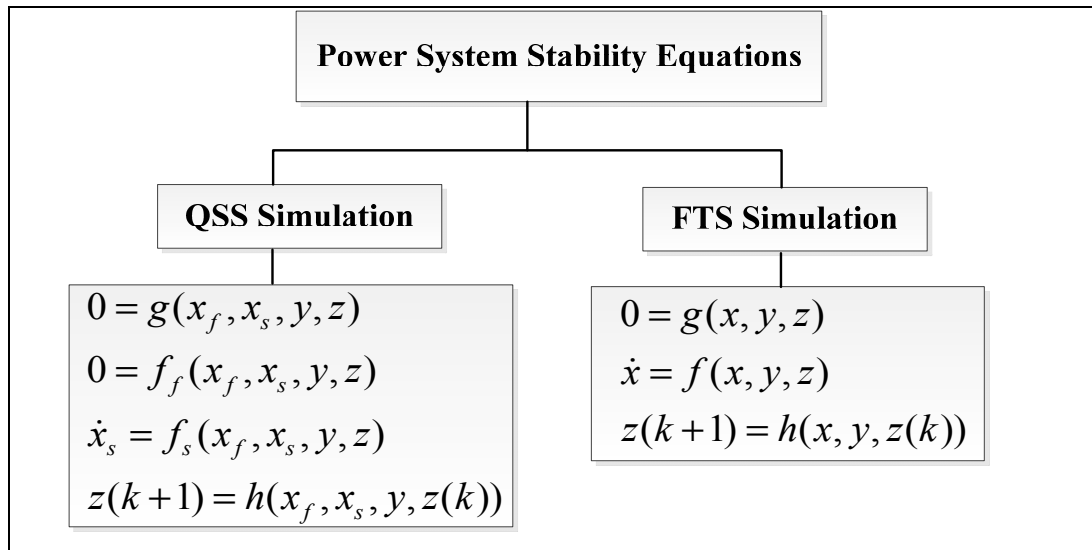 Power System Stability Equations
QSS Simulation
0 = g(x_f, x_s, y, z)
0 = f_f(x_f, x_s, y, z)
ẋ_s = f_s(x_f, x_s, y, z)
z(k+1) = h(x_f, x_s, y, z(k))
FTS Simulation
0 = g(x, y, z)
ẋ = f(x, y, z)
z(k+1) = h(x, y, z(k))